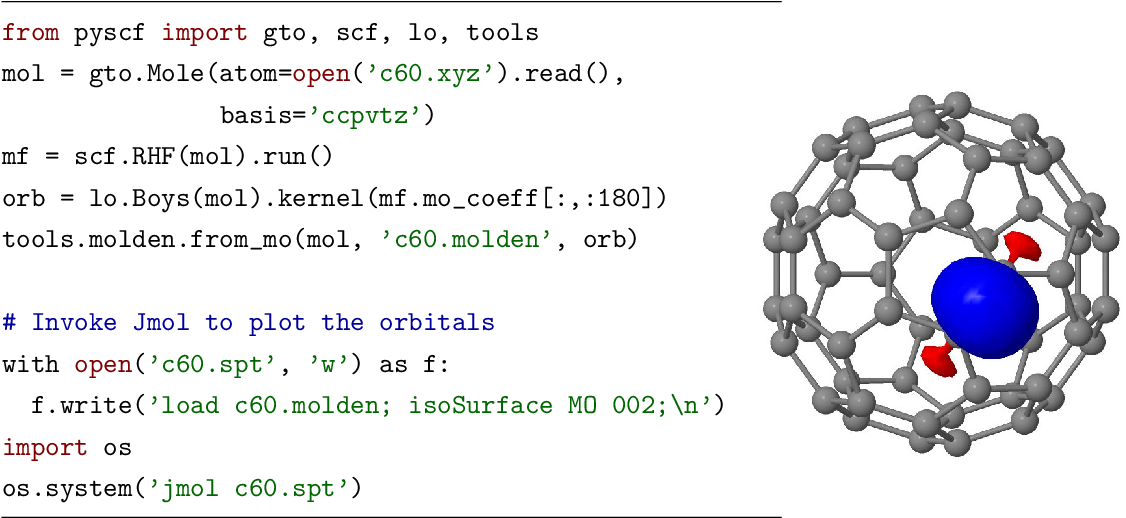 from pyscf import gto, scf, lo, tools
mol = gto.Mole(atom=open('c60.xyz').read(),
               basis='ccpvtz')
mf = scf.RHF(mol).run()
orb = lo.Boys(mol).kernel(mf.mo_coeff[:,:180])
tools.molden.from_mo(mol, 'c60.molden', orb)

# Invoke Jmol to plot the orbitals
with open('c60.spt', 'w') as f:
  f.write('load c60.molden; isoSurface MO 002;\n')
import os
os.system('jmol c60.spt')